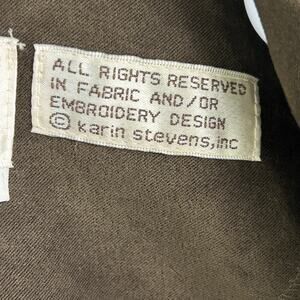 ALL RIGHTS RESERVED
IN FABRIC AND/OR
EMBROIDERY DESIGN
© karin stevens,inc